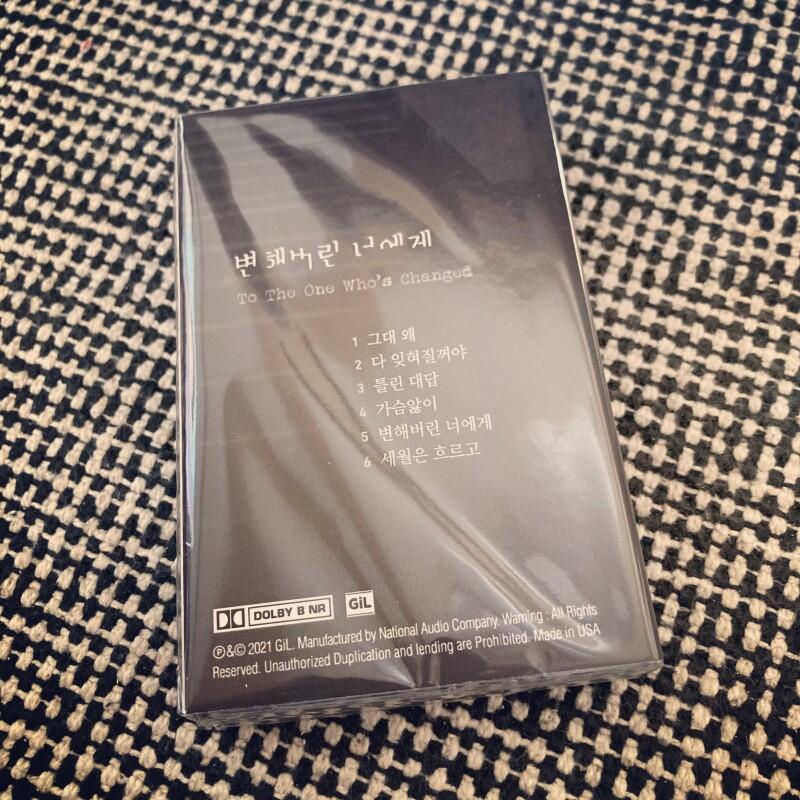 변해버린 너에게
To The One Who's Changed
1 그대 왜
2 다 잊혀질꺼야
3 틀린 대답
4 가슴앓이
5 변해버린 너에게
6 세월은 흐르고
DOLBY B NR GiL
℗&© 2021 GiL. Manufactured by National Audio Company. Warning : All Rights
Reserved. Unauthorized Duplication and lending are Prohibited. Made in USA